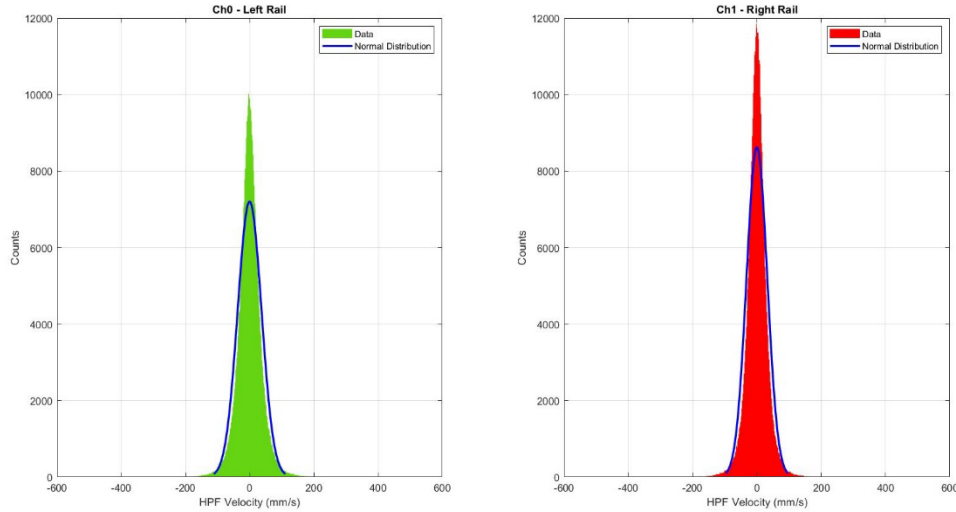 Ch0 - Left Rail
Data
Normal Distribution
12000
10000
8000
6000
4000
2000
0
Counts
-600
-400
-200
0
200
400
600
HPF Velocity (mm/s)
Ch1 - Right Rail
Data
Normal Distribution
12000
10000
8000
6000
4000
2000
0
Counts
-600
-400
-200
0
200
400
600
HPF Velocity (mm/s)